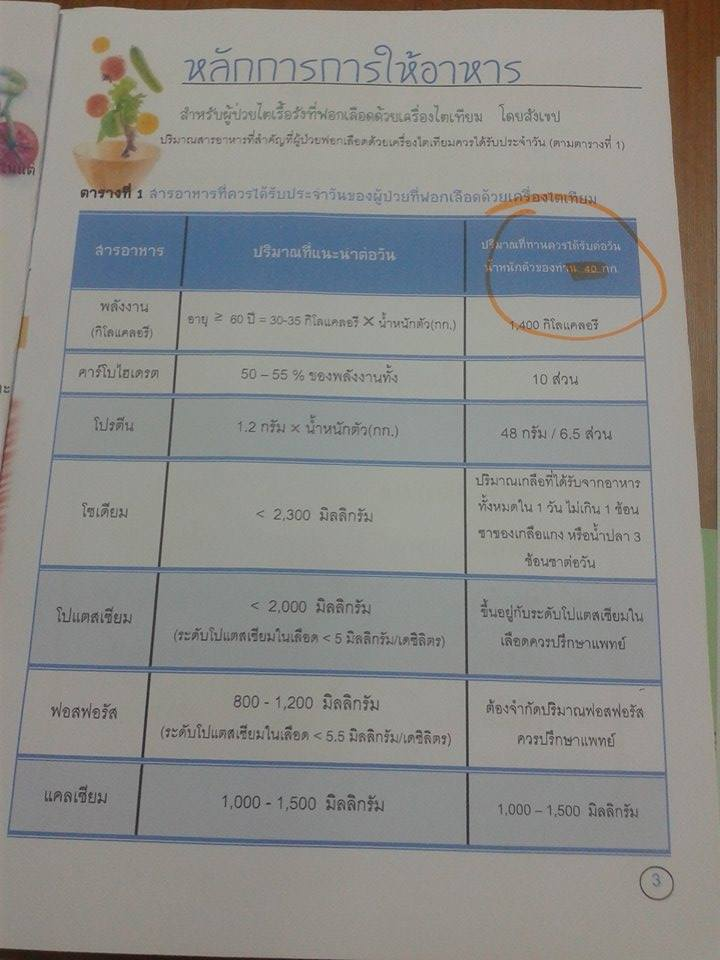 หลักการการให้อาหาร
สำหรับผู้ป่วยไตเรื้อรังที่ฟอกเลือดด้วยเครื่องไตเทียม โดยสังเขป
ปริมาณสารอาหารที่สำคัญที่ผู้ป่วยฟอกเลือดด้วยเครื่องไตเทียมควรได้รับประจำวัน (ตามตารางที่ 1)
ตารางที่ 1 สารอาหารที่ควรได้รับประจำวันของผู้ป่วยที่ฟอกเลือดด้วยเครื่องไตเทียม
สารอาหาร
ปริมาณที่แนะนำต่อวัน
ปริมาณที่ท่านควรได้รับต่อวัน
น้ำหนักตัวของท่าน 40 กก
พลังงาน
(กิโลแคลอรี)
อายุ ≥ 60 ปี = 30-35 กิโลแคลอรี X น้ำหนักตัว(กก.)
1,400 กิโลแคลอรี
คาร์โบไฮเดรต
50 – 55 % ของพลังงานทั้ง
10 ส่วน
โปรตีน
1.2 กรัม × น้ำหนักตัว(กก.)
48 กรัม / 6.5 ส่วน
โซเดียม
< 2,300 มิลลิกรัม
ปริมาณเกลือที่ได้รับจากอาหาร
ทั้งหมดใน 1 วัน ไม่เกิน 1 ช้อน
ชาของเกลือแกง หรือน้ำปลา 3
ช้อนชาต่อวัน
โปแตสเซียม
< 2,000 มิลลิกรัม
(ระดับโปแตสเซียมในเลือด < 5 มิลลิกรัม/เดซิลิตร)
ขึ้นอยู่กับระดับโปแตสเซียมใน
เลือดควรปรึกษาแพทย์
ฟอสฟอรัส
800 - 1,200 มิลลิกรัม
(ระดับโปแตสเซียมในเลือด < 5.5 มิลลิกรัม/เดซิลิตร)
ต้องจำกัดปริมาณฟอสฟอรัส
ควรปรึกษาแพทย์
แคลเซียม
1,000 - 1,500 มิลลิกรัม
1,000 – 1,500 มิลลิกรัม
3